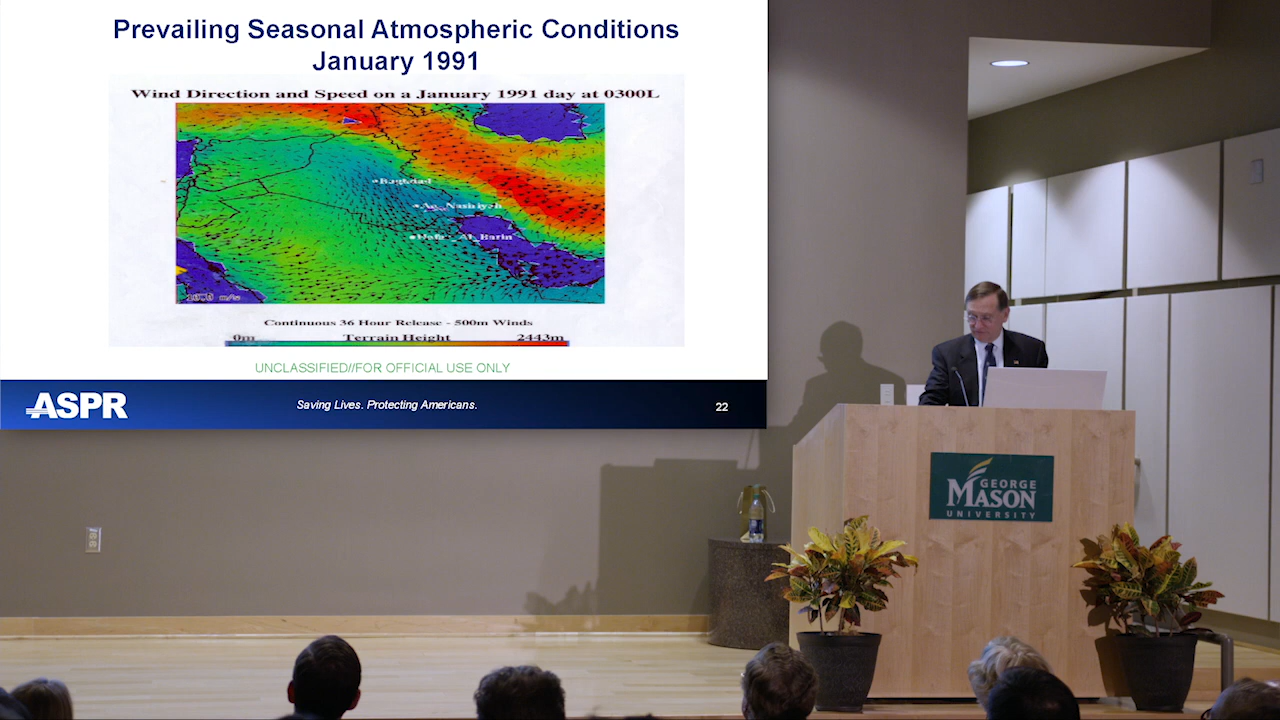 Prevailing Seasonal Atmospheric Conditions
January 1991
Wind Direction and Speed on a January 1991 day at 0300L
Baghdad
10.0 m/s
Continuous 36 Hour Release - 500m Winds
0m Terrain Height 2443m
UNCLASSIFIED//FOR OFFICIAL USE ONLY
ASPR
Saving Lives. Protecting Americans.
22
GEORGE
MASON
UNIVERSITY